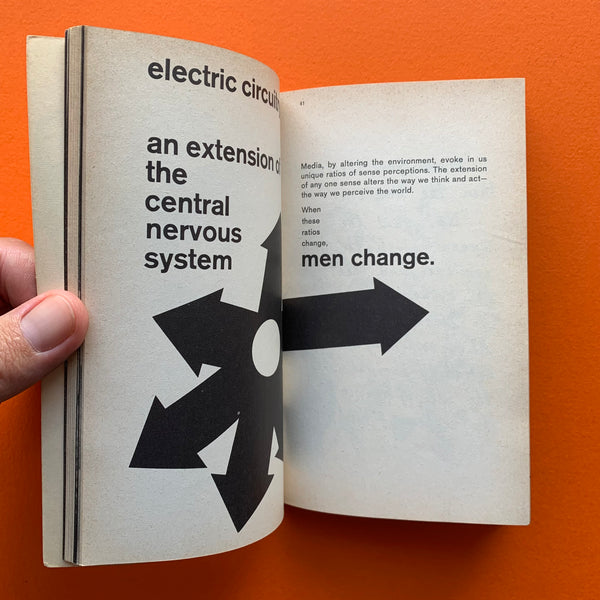 electric circuit
an extension of
the
central
nervous
system
41
Media, by altering the environment, evoke in us
unique ratios of sense perceptions. The extension
of any one sense alters the way we think and act—
the way we perceive the world.
When
these
ratios
change,
men change.